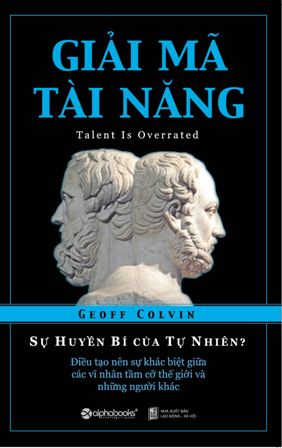 GIẢI MÃ
TÀI NĂNG
Talent Is Overrated
GEOFF COLVIN
SỰ HUYỀN BÍ CỦA TỰ NHIÊN?
Điều tạo nên sự khác biệt giữa
các vĩ nhân tầm cỡ thế giới và
những người khác
alphabooks
NHÀ XUẤT BẢN
LAO ĐỘNG - XÃ HỘI